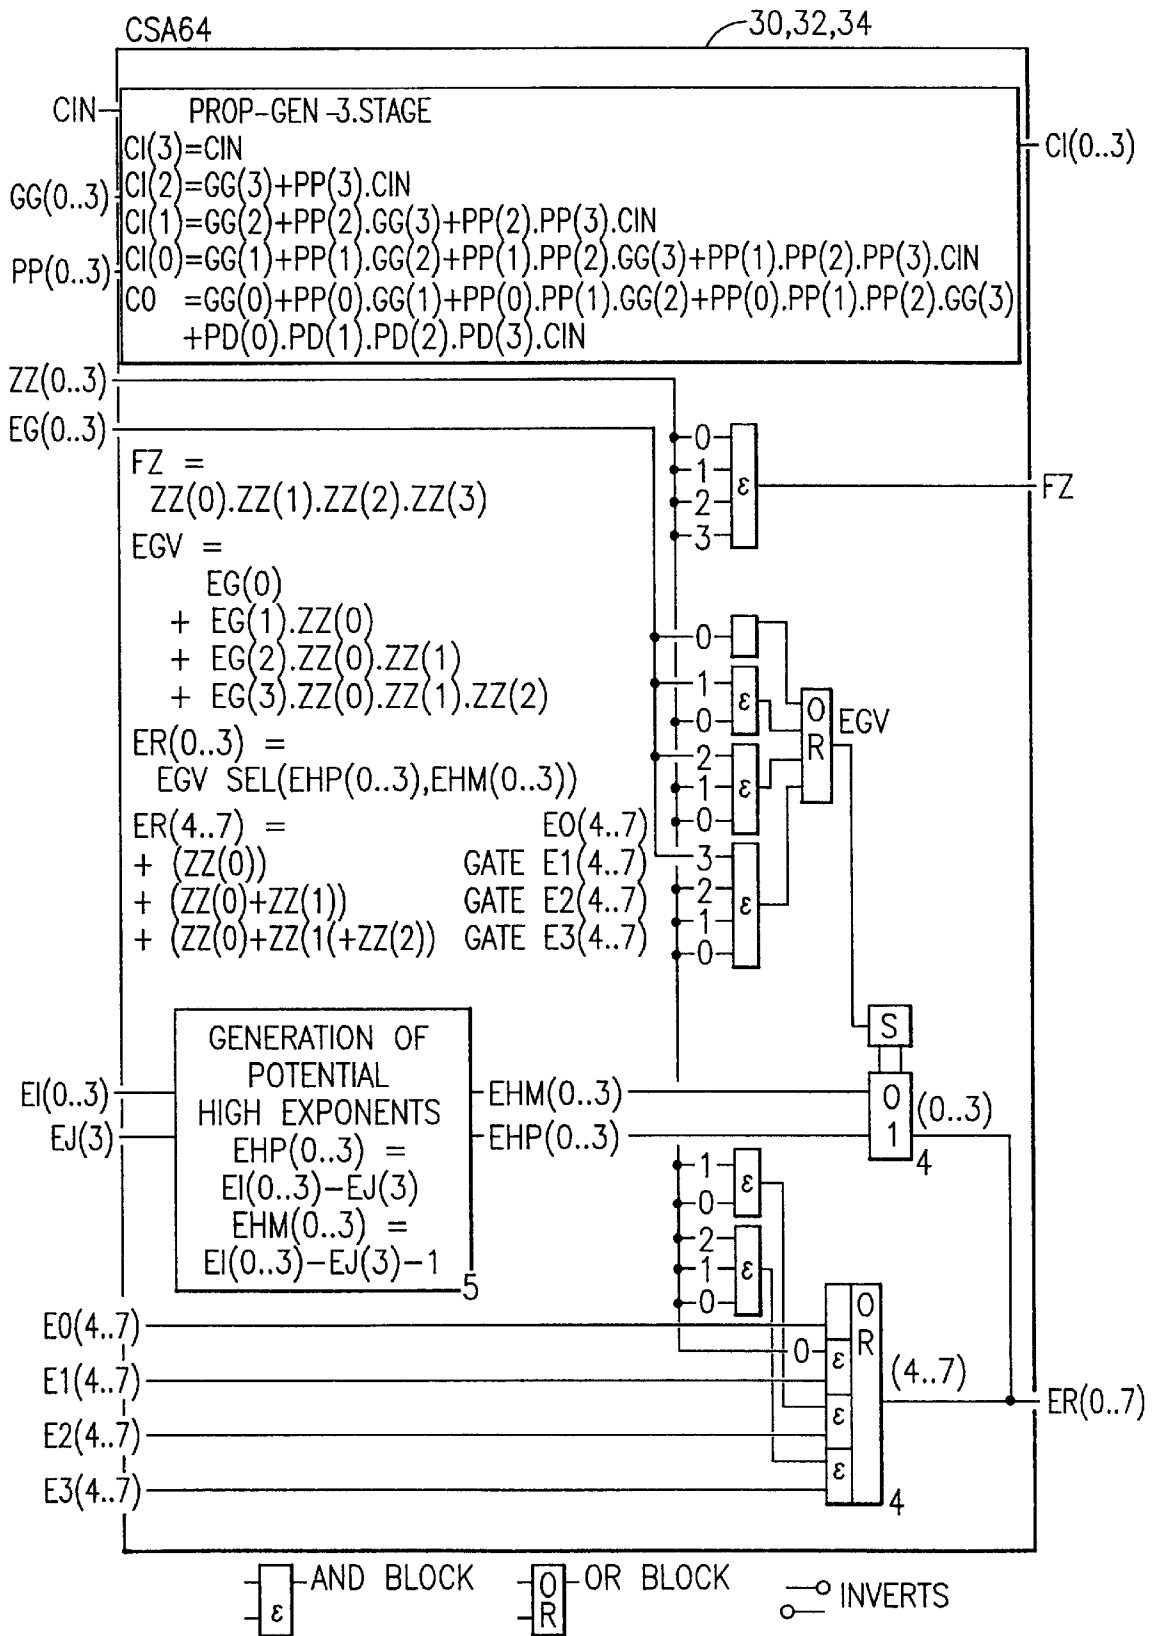 CSA64
30,32,34
CIN
PROP-GEN-3.STAGE
CI(3)=CIN
CI(0..3)
CI(2)=GG(3)+PP(3).CIN
GG(0..3)
CI(1)=GG(2)+PP(2).GG(3)+PP(2).PP(3).CIN
CI(0)=GG(1)+PP(1).GG(2)+PP(1).PP(2).GG(3)+PP(1).PP(2).PP(3).CIN
PP(0..3)
CO =GG(0)+PP(0).GG(1)+PP(0).PP(1).GG(2)+PP(0).PP(1).PP(2).GG(3)
+PD(0).PD(1).PD(2).PD(3).CIN
ZZ(0..3)
EG(0..3)
FZ =
ZZ(0).ZZ(1).ZZ(2).ZZ(3)
0
1
2
3
ε
FZ
EGV =
EG(0)
+ EG(1).ZZ(0)
+ EG(2).ZZ(0).ZZ(1)
+ EG(3).ZZ(0).ZZ(1).ZZ(2)
0
1
0
ε
2
1
0
ε
3
2
1
0
ε
OR
EGV
ER(0..3) =
EGV SEL(EHP(0..3),EHM(0..3))
ER(4..7) = E0(4..7)
+ (ZZ(0)) GATE E1(4..7)
+ (ZZ(0)+ZZ(1)) GATE E2(4..7)
+ (ZZ(0)+ZZ(1(+ZZ(2)) GATE E3(4..7)
S
0
1
(0..3)
4
GENERATION OF
POTENTIAL
HIGH EXPONENTS
EHP(0..3) =
EI(0..3)-EJ(3)
EHM(0..3) =
EI(0..3)-EJ(3)-1
5
EI(0..3)
EJ(3)
EHM(0..3)
EHP(0..3)
1
0
ε
2
1
0
ε
E0(4..7)
E1(4..7)
E2(4..7)
E3(4..7)
0
ε
ε
ε
OR
(4..7)
4
ER(0..7)
ε
AND BLOCK
OR
OR BLOCK
INVERTS